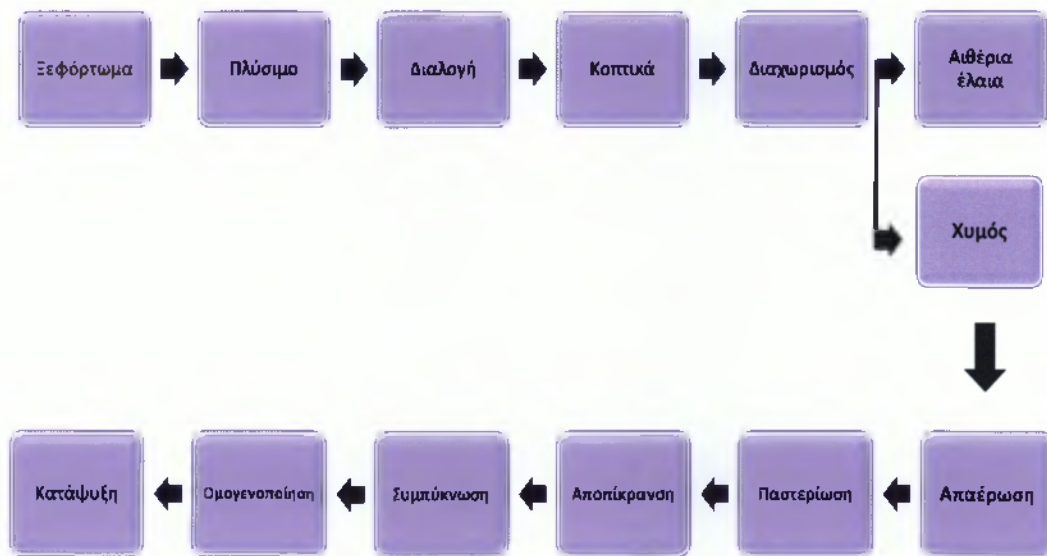 Ξεφόρτωμα
Πλύσιμο
Διαλογή
Κοπτικά
Διαχωρισμός
Αιθέρια
έλαια
Χυμός
Απαέρωση
Παστερίωση
Αποπίκρανση
Συμπύκνωση
Ομογενοποίηση
Κατάψυξη